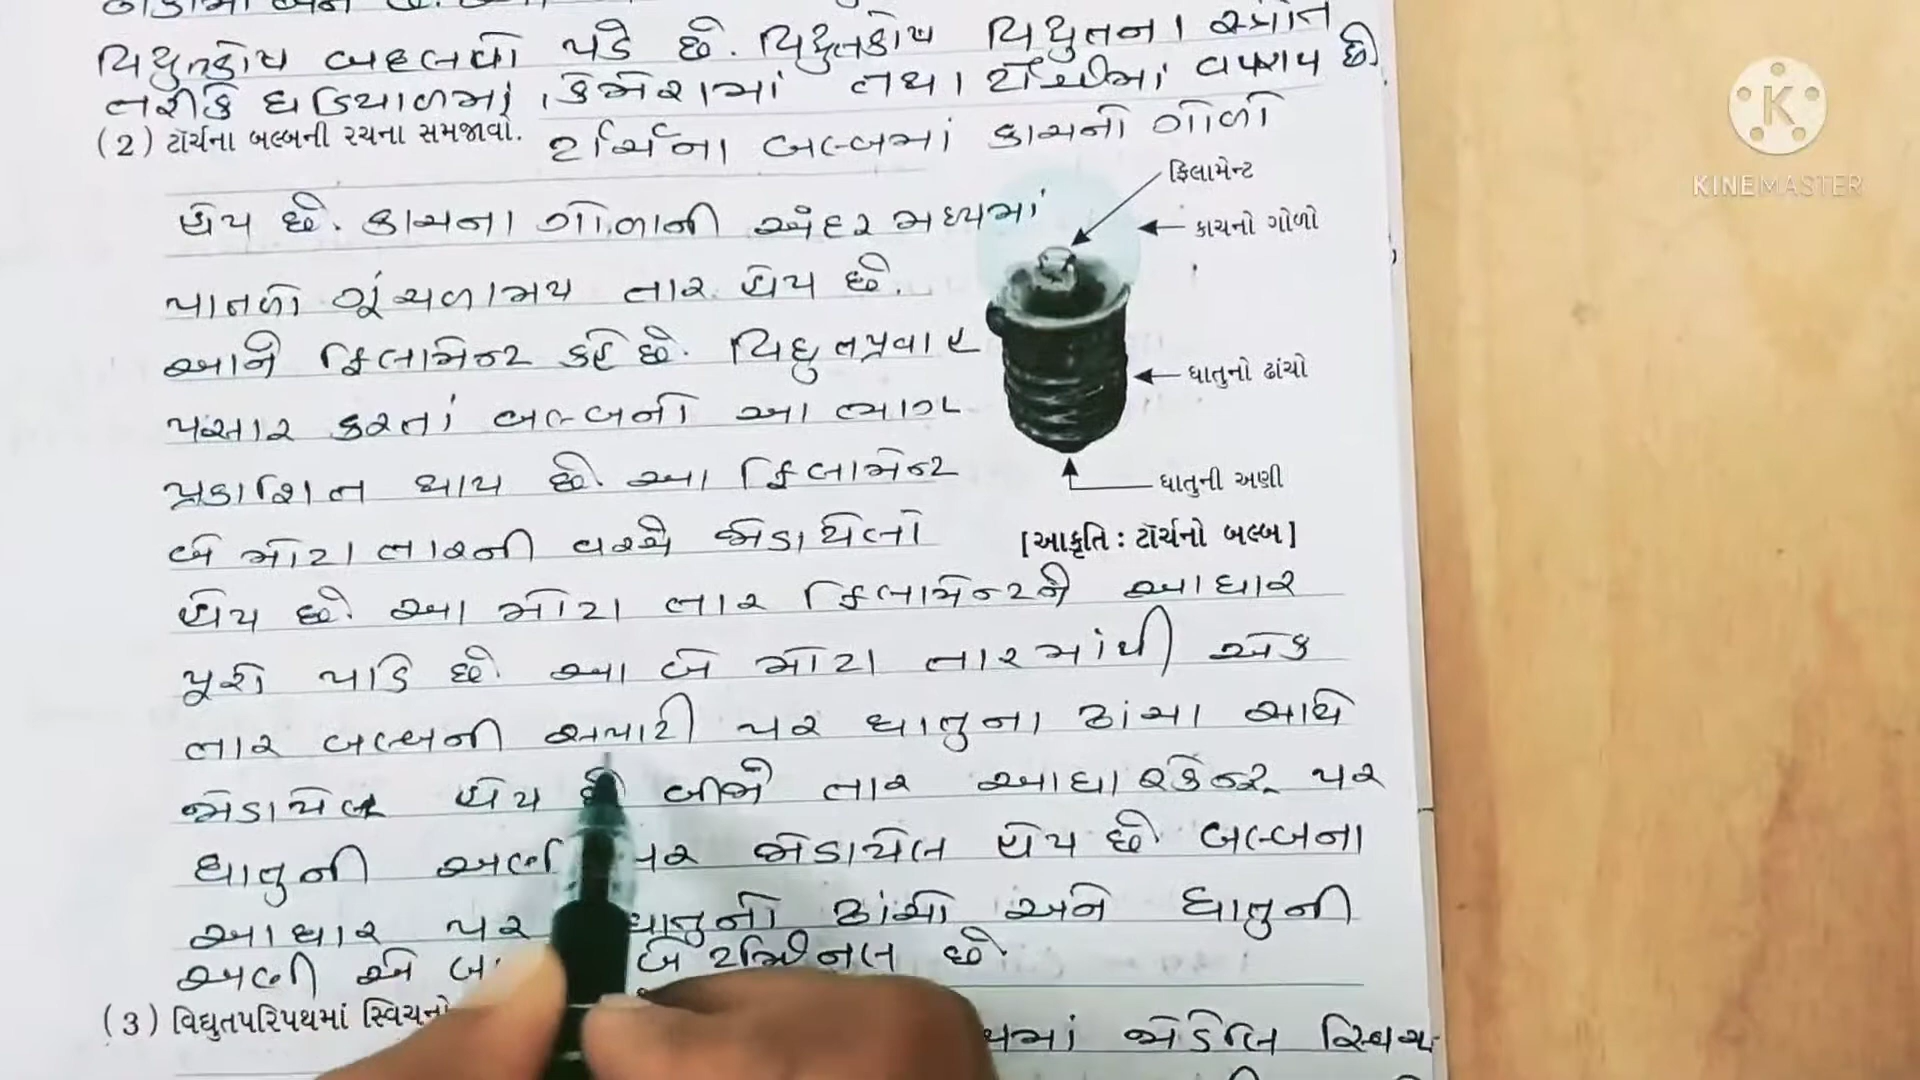 વિદ્યુતકોષ બદલવો પડે છે. વિદ્યુતકોષ વિદ્યુતના સ્ત્રોત
તરીકે ઘડિયાળમાં, કેમેરામાં તથા ટોર્ચમાં વપરાય છે.
(2) ટૉર્ચના બલ્બની રચના સમજાવો. ટોર્ચના બલ્બમાં કાચનો ગોળો
હોય છે. કાચના ગોળાની અંદર મધ્યમાં
પાતળો ગૂંચળામય તાર હોય છે.
આને ફિલામેન્ટ કહે છે. વિદ્યુતપ્રવાહ
પસાર કરતાં બલ્બનો આ ભાગ
પ્રકાશિત થાય છે. આ ફિલામેન્ટ
બે મોટા તારની વચ્ચે જોડાયેલો
હોય છે. આ મોટા તાર ફિલામેન્ટને આધાર
પૂરો પાડે છે. આ બે મોટા તારમાંથી એક
તાર બલ્બની સપાટી પર ધાતુના ઢાંચા સાથે
જોડાયેલ હોય છે બીજો તાર આધાર કેન્દ્ર પર
ધાતુની અણી પર જોડાયેલ હોય છે. બલ્બના
આધાર પર ધાતુનો ઢાંચો અને ધાતુની
અણી એ બે ટર્મિનલ છે.
(3) વિદ્યુતપરિપથમાં સ્વિચનો
જોડેલિ સ્વિચ
ફિલામેન્ટ
કાચનો ગોળો
ધાતુનો ઢાંચો
ધાતુની અણી
[આકૃતિ : ટૉર્ચનો બલ્બ]
K
KINEMASTER